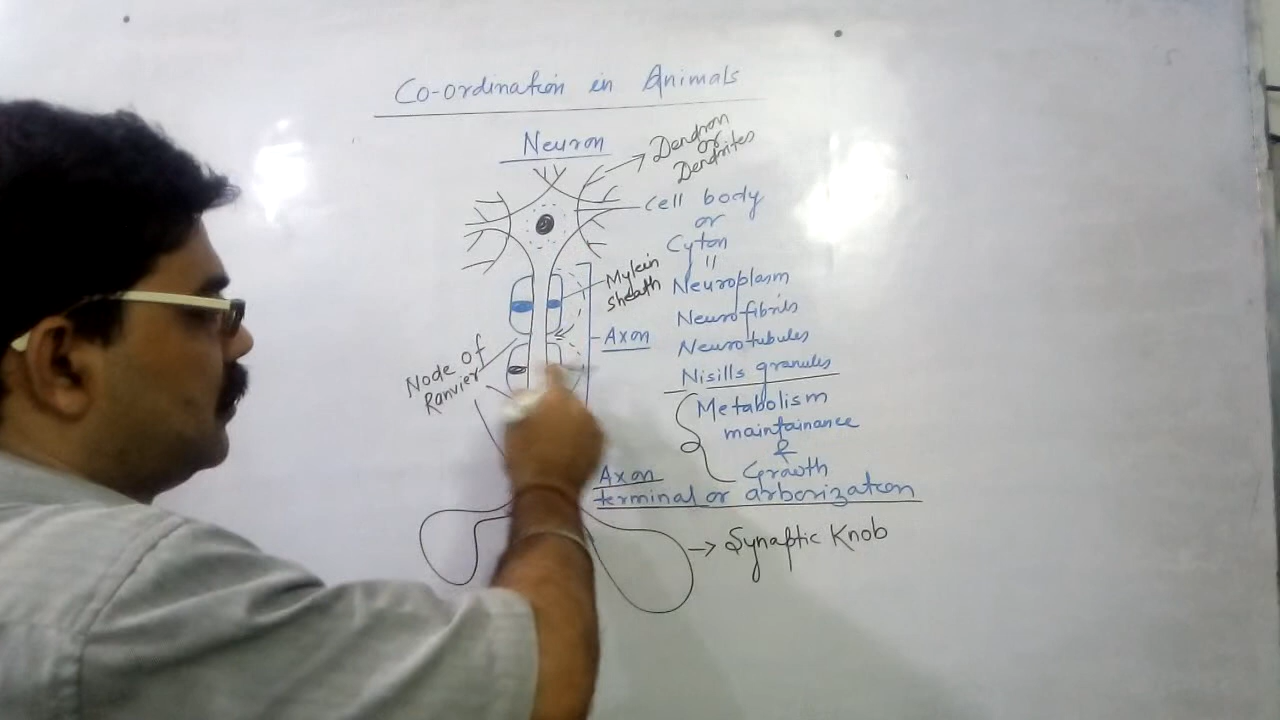 Co-ordination in Animals
Neuron
Dendron
or
Dendrites
Cell body
or
Cyton
"
Neuroplasm
Neurofibrils
Neurotubules
Nisills granules
Metabolism
maintainance
&
Growth
Mylein
sheath
Axon
Node of
Ranvier
Axon
terminal or arborization
Synaptic Knob